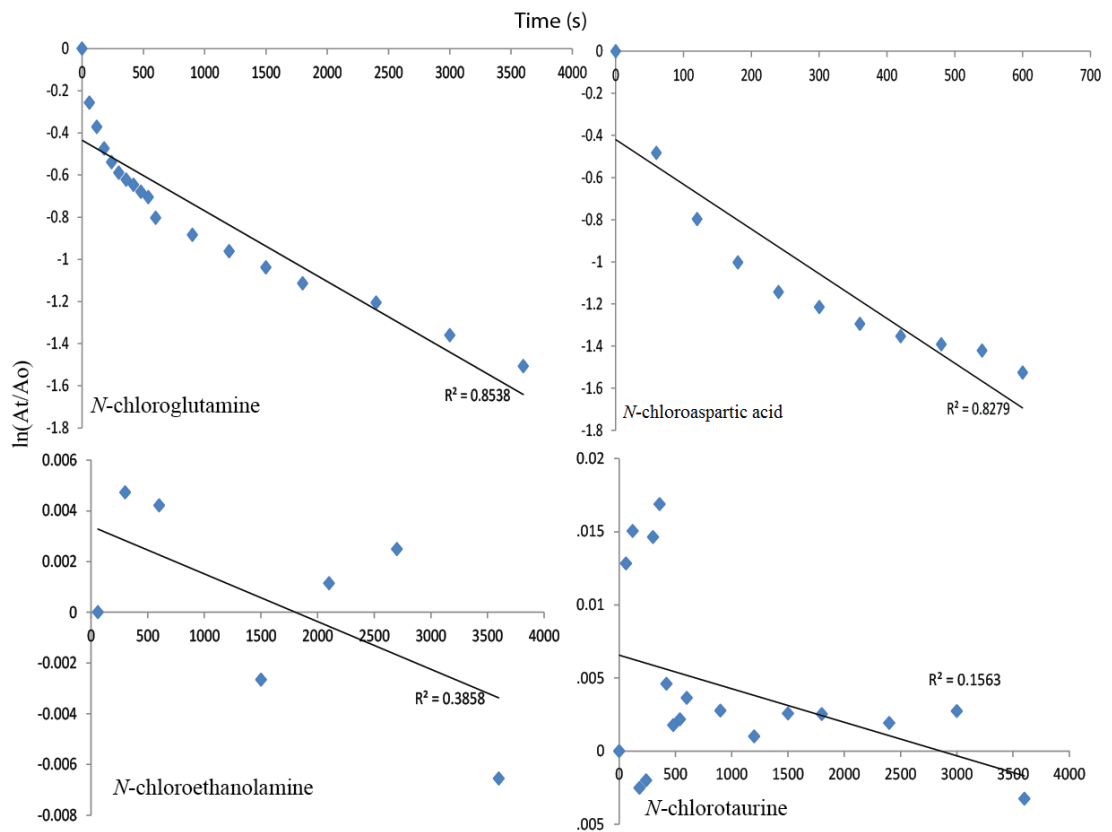 Time (s)
0
0 500 1000 1500 2000 2500 3000 3500 4000
-0.2
-0.4
-0.6
-0.8
-1
-1.2
-1.4
-1.6
-1.8
R² = 0.8538
N-chloroglutamine
0
0 100 200 300 400 500 600 700
-0.2
-0.4
-0.6
-0.8
-1
-1.2
-1.4
-1.6
-1.8
R² = 0.8279
N-chloroaspartic acid
ln(At/Ao)
0.006
0.004
0.002
0
0 500 1000 1500 2000 2500 3000 3500 4000
-0.002
-0.004
-0.006
-0.008
R² = 0.3858
N-chloroethanolamine
0.02
0.015
0.01
.005
0
0 500 1000 1500 2000 2500 3000 3500 4000
.005
R² = 0.1563
N-chlorotaurine